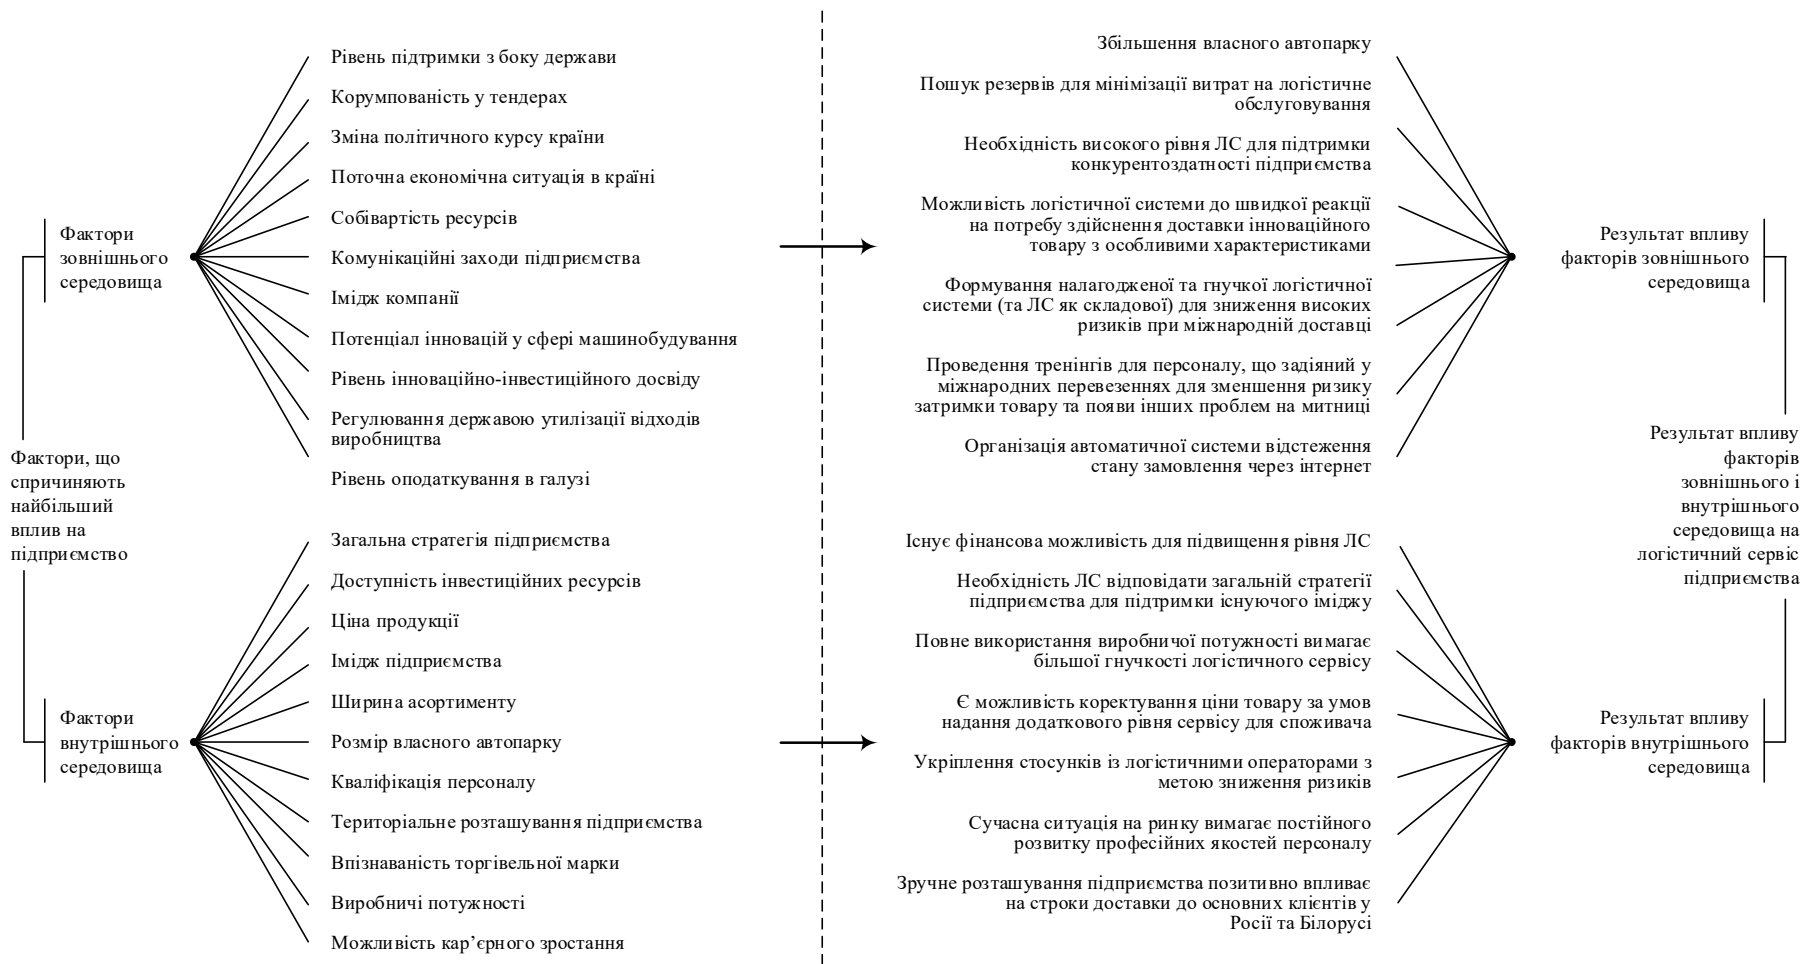 Фактори, що
спричиняють
найбільший
вплив на
підприємство
Фактори
зовнішнього
середовища
Рівень підтримки з боку держави
Корумпованість у тендерах
Зміна політичного курсу країни
Поточна економічна ситуація в країні
Собівартість ресурсів
Комунікаційні заходи підприємства
Імідж компанії
Потенціал інновацій у сфері машинобудування
Рівень інноваційно-інвестиційного досвіду
Регулювання державою утилізації відходів
виробництва
Рівень оподаткування в галузі
Фактори
внутрішнього
середовища
Загальна стратегія підприємства
Доступність інвестиційних ресурсів
Ціна продукції
Імідж підприємства
Ширина асортименту
Розмір власного автопарку
Кваліфікація персоналу
Територіальне розташування підприємства
Впізнаваність торгівельної марки
Виробничі потужності
Можливість кар’єрного зростання
Збільшення власного автопарку
Пошук резервів для мінімізації витрат на логістичне
обслуговування
Необхідність високого рівня ЛС для підтримки
конкурентоздатності підприємства
Можливість логістичної системи до швидкої реакції
на потребу здійснення доставки інноваційного
товару з особливими характеристиками
Формування налагодженої та гнучкої логістичної
системи (та ЛС як складової) для зниження високих
ризиків при міжнародній доставці
Проведення тренінгів для персоналу, що задіяний у
міжнародних перевезеннях для зменшення ризику
затримки товару та появи інших проблем на митниці
Організація автоматичної системи відстеження
стану замовлення через інтернет
Результат впливу
факторів зовнішнього
середовища
Існує фінансова можливість для підвищення рівня ЛС
Необхідність ЛС відповідати загальній стратегії
підприємства для підтримки існуючого іміджу
Повне використання виробничої потужності вимагає
більшої гнучкості логістичного сервісу
Є можливість коректування ціни товару за умов
надання додаткового рівня сервісу для споживача
Укріплення стосунків із логістичними операторами з
метою зниження ризиків
Сучасна ситуація на ринку вимагає постійного
розвитку професійних якостей персоналу
Зручне розташування підприємства позитивно впливає
на строки доставки до основних клієнтів у
Росії та Білорусі
Результат впливу
факторів внутрішнього
середовища
Результат впливу
факторів
зовнішнього і
внутрішнього
середовища на
логістичний сервіс
підприємства